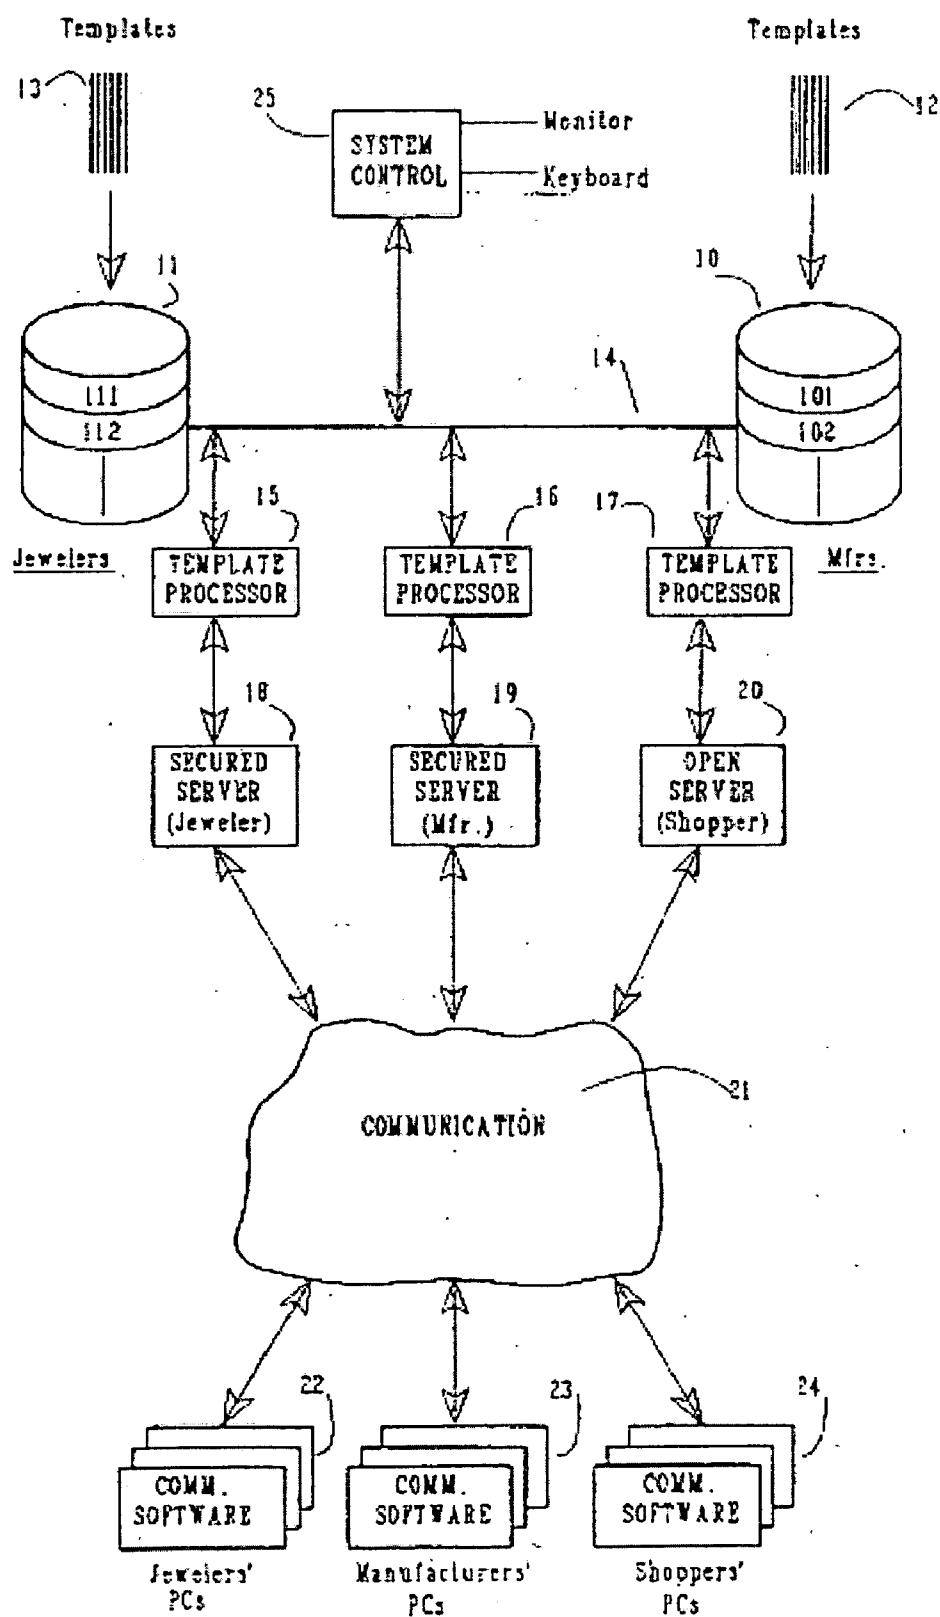 Templates
Templates
13
12
25
SYSTEM
CONTROL
Monitor
Keyboard
11
10
14
111
112
101
102
Jewelers
Mfrs.
15
16
17
TEMPLATE
PROCESSOR
TEMPLATE
PROCESSOR
TEMPLATE
PROCESSOR
18
19
20
SECURED
SERVER
(Jeweler)
SECURED
SERVER
(Mfr.)
OPEN
SERVER
(Shopper)
21
COMMUNICATION
22
23
24
COMM.
SOFTWARE
COMM.
SOFTWARE
COMM.
SOFTWARE
Jewelers'
PCs
Manufacturers'
PCs
Shoppers'
PCs